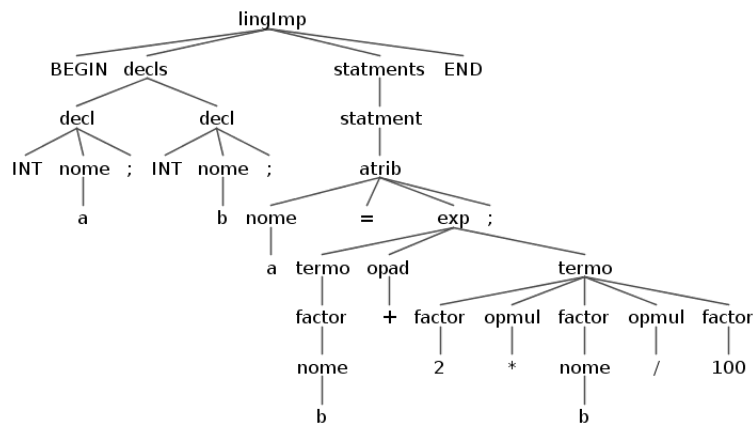 lingImp
BEGIN decls statments END
decl decl statment
INT nome ; INT nome ; atrib
a b nome = exp ;
a termo opad termo
factor + factor opmul factor opmul factor
nome 2 * nome / 100
b b